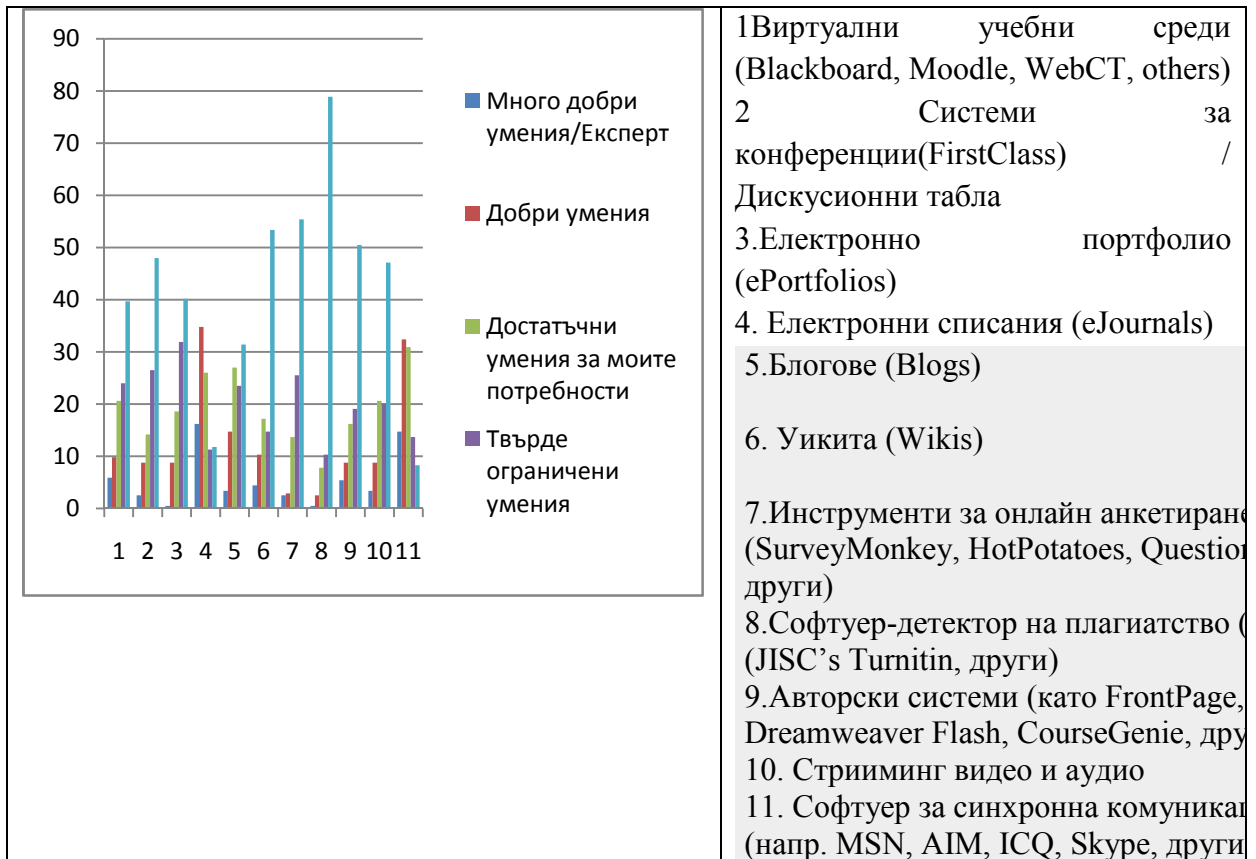 90
80
70
60
50
40
30
20
10
0
1 2 3 4 5 6 7 8 9 10 11
Много добри
умения/Експерт
Добри умения
Достатъчни
умения за моите
потребности
Твърде
ограничени
умения
1Виртуални учебни среди
(Blackboard, Moodle, WebCT, others)
2 Системи за
конференции(FirstClass) /
Дискусионни табла
3.Електронно портфолио
(ePortfolios)
4. Електронни списания (eJournals)
5.Блогове (Blogs)
6. Уикита (Wikis)
7.Инструменти за онлайн анкетиране
(SurveyMonkey, HotPotatoes,
други)
8.Софтуер-детектор на плагиатство (
(JISC’s Turnitin, други)
9.Авторски системи (като FrontPage,
Dreamweaver Flash, CourseGenie,
10. Стрииминг видео и аудио
11. Софтуер за синхронна
(напр. MSN, AIM, ICQ, Skype, други